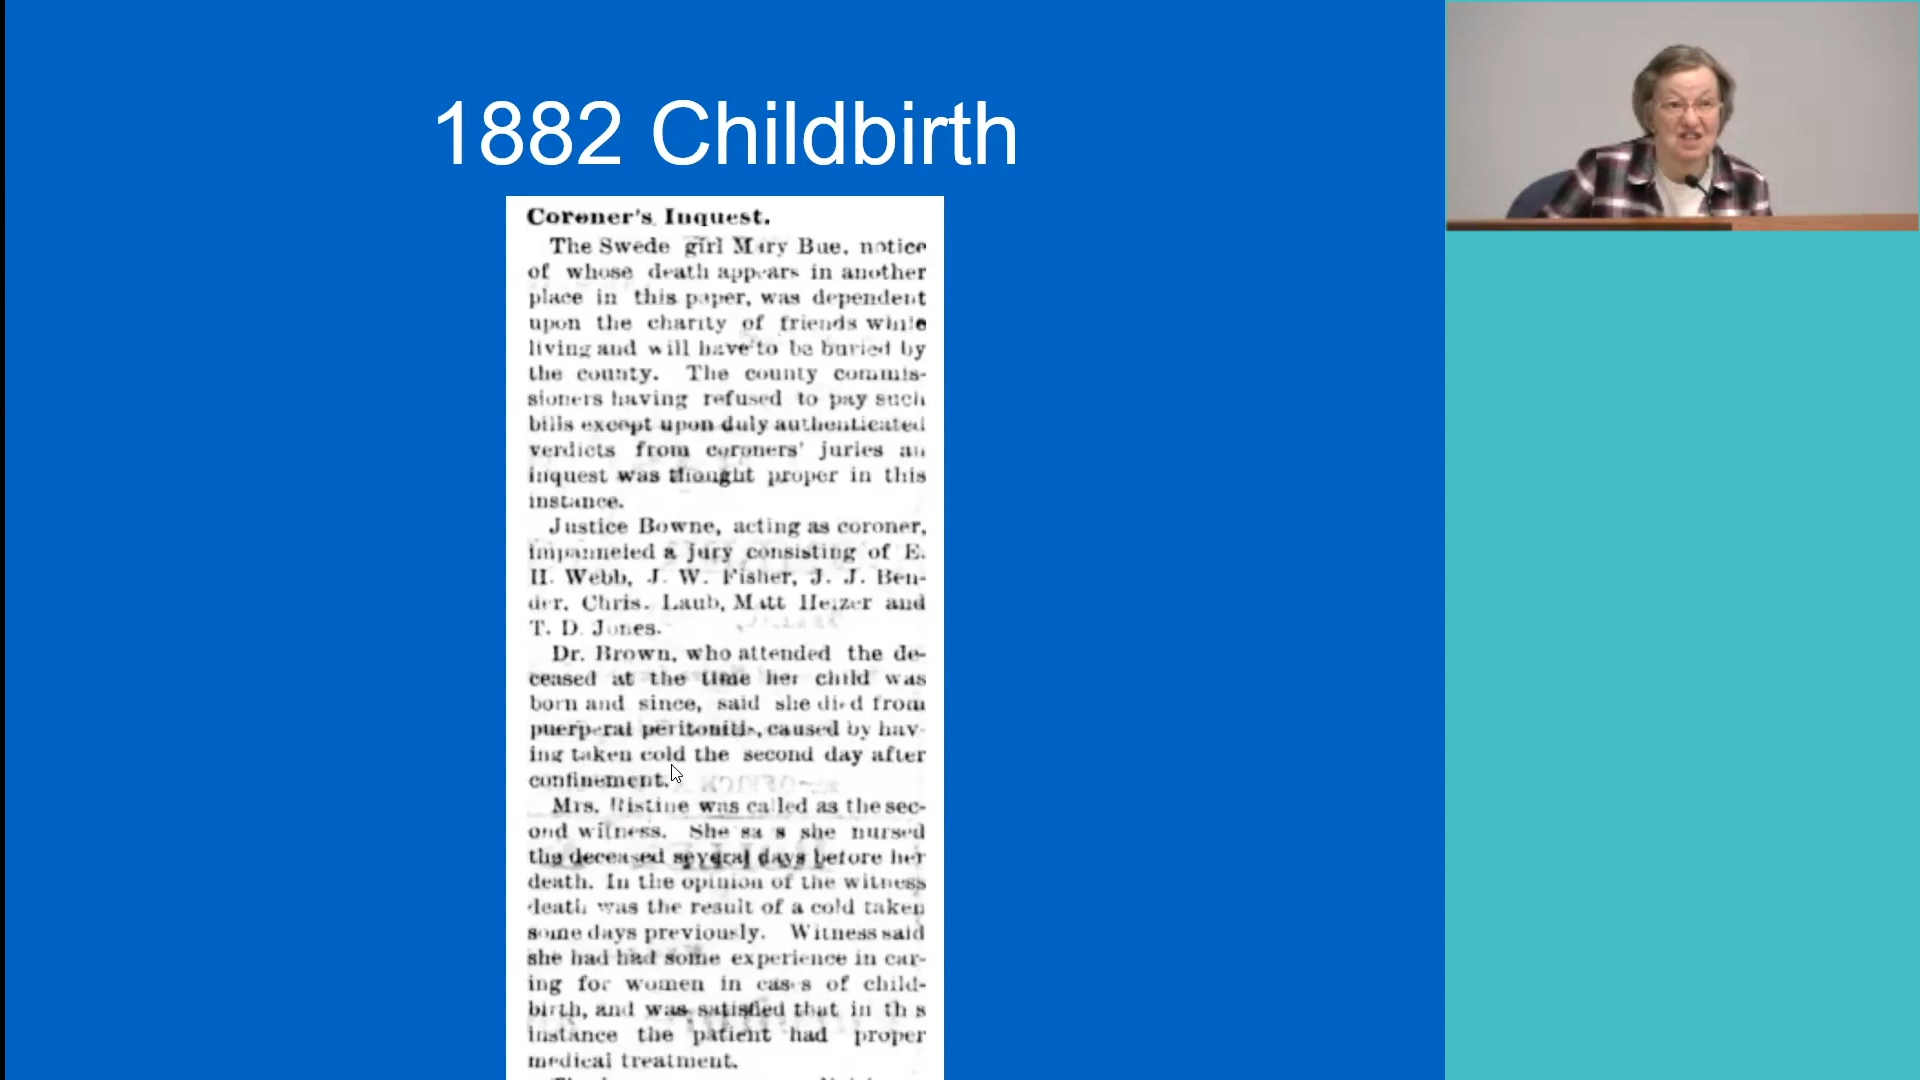 1882 Childbirth
Coroner's Inquest.
The Swede girl Mary Bue, notice
of whose death appears in another
place in this paper, was dependent
upon the charity of friends while
living and will have to be buried by
the county. The county commis-
sioners having refused to pay such
bills except upon duly authenticated
verdicts from coroners' juries an
inquest was thought proper in this
instance.
Justice Bowne, acting as coroner,
impanneled a jury consisting of E.
H. Webb, J. W. Fisher, J. J. Ben-
der, Chris. Laub, Matt Heizer and
T. D. Jones.
Dr. Brown, who attended the de-
ceased at the time her child was
born and since, said she died from
puerperal peritonitis, caused by hav-
ing taken cold the second day after
confinement.
Mrs. Ristine was called as the sec-
ond witness. She says she nursed
the deceased several days before her
death. In the opinion of the witness
death was the result of a cold taken
some days previously. Witness said
she had had some experience in car-
ing for women in cases of child-
birth, and was satisfied that in this
instance the patient had proper
medical treatment.